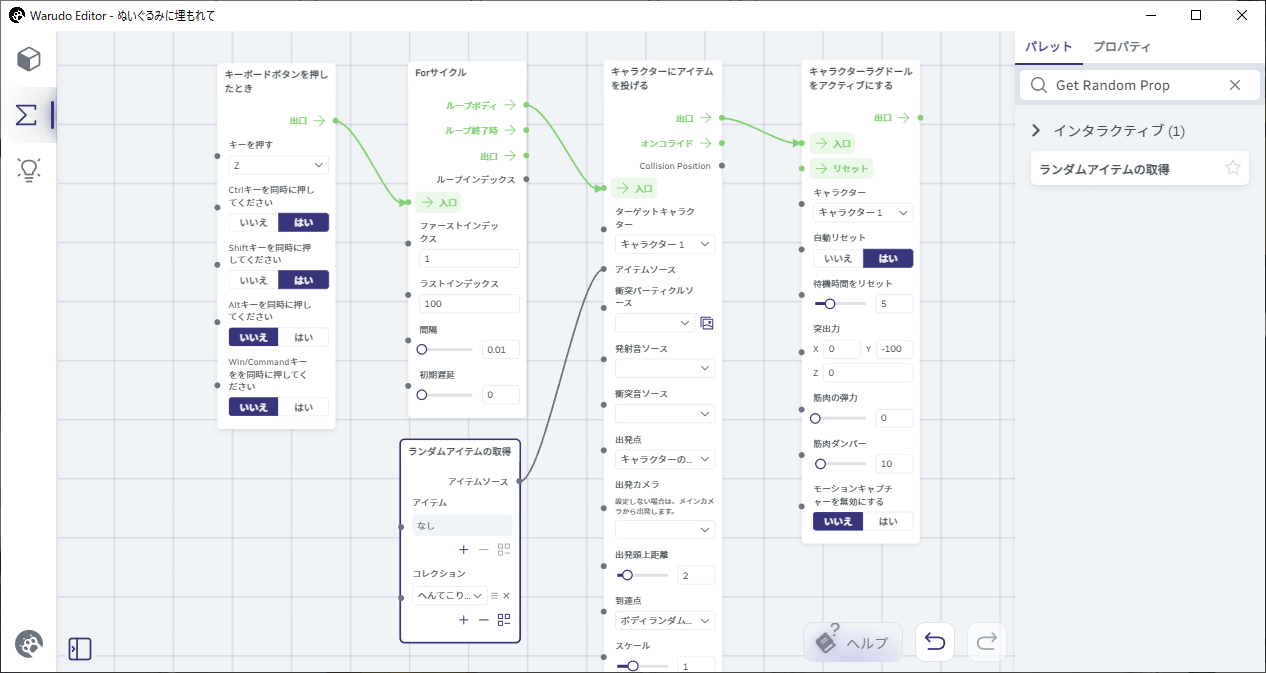 Warudo Editor - ぬいぐるみに埋もれて
キーボードボタンを押し
たとき
出口
キーを押す
Z
Ctrlキーを同時に押し
てください
いいえ
はい
Shiftキーを同時に押
してください
いいえ
はい
Altキーを同時に押し
てください
いいえ
はい
Win/Commandキー
をを同時に押してく
ださい
いいえ
はい
Forサイクル
ループボディ
ループ終了時
出口
ループインデックス
入口
ファーストインデッ
クス
1
ラストインデックス
100
間隔
0.01
初期遅延
0
ランダムアイテムの取得
アイテムソース
アイテム
なし
コレクション
へんてこり...
キャラクターにアイテム
を投げる
出口
オンコライド
Collision Position
入口
ターゲットキャラク
ター
キャラクター 1
アイテムソース
衝突パーティクルソ
ース
発射音ソース
衝突音ソース
出発点
キャラクターの...
出発カメラ
設定しない場合は、メインカメ
ラから出発します。
出発頭上距離
2
到達点
ボディランダム...
スケール
1
キャラクターラグドール
をアクティブにする
出口
入口
リセット
キャラクター
キャラクター 1
自動リセット
いいえ
はい
待機時間をリセット
5
突出力
X
0
Y
-100
Z
0
筋肉の弾力
0
筋肉ダンパー
10
モーションキャプチ
ャーを無効にする
いいえ
はい
パレット
プロパティ
Get Random Prop
インタラクティブ (1)
ランダムアイテムの取得
ヘルプ